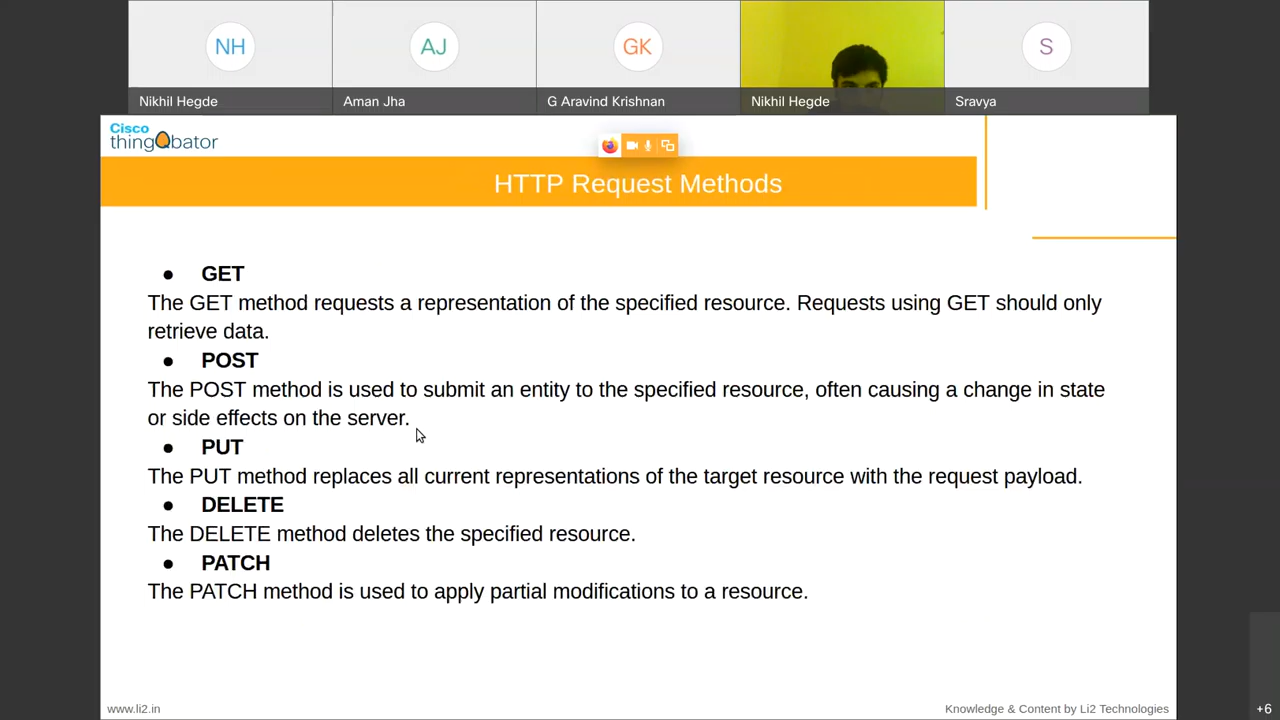 NH
AJ
GK
S
Nikhil Hegde
Aman Jha
G Aravind Krishnan
Nikhil Hegde
Sravya
Cisco
thingQbator
HTTP Request Methods
● GET
The GET method requests a representation of the specified resource. Requests using GET should only
retrieve data.
● POST
The POST method is used to submit an entity to the specified resource, often causing a change in state
or side effects on the server.
● PUT
The PUT method replaces all current representations of the target resource with the request payload.
● DELETE
The DELETE method deletes the specified resource.
● PATCH
The PATCH method is used to apply partial modifications to a resource.
www.li2.in
Knowledge & Content by Li2 Technologies
+6